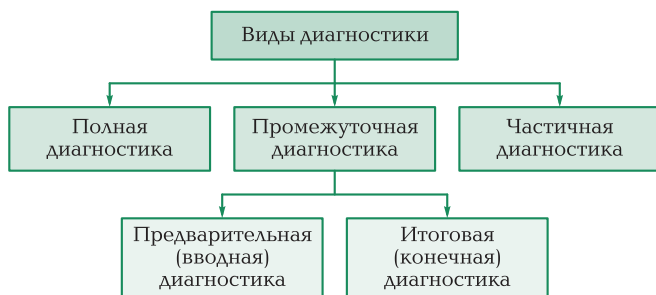 Виды диагностики
Полная
диагностика
Промежуточная
диагностика
Частичная
диагностика
Предварительная
(вводная)
диагностика
Итоговая
(конечная)
диагностика